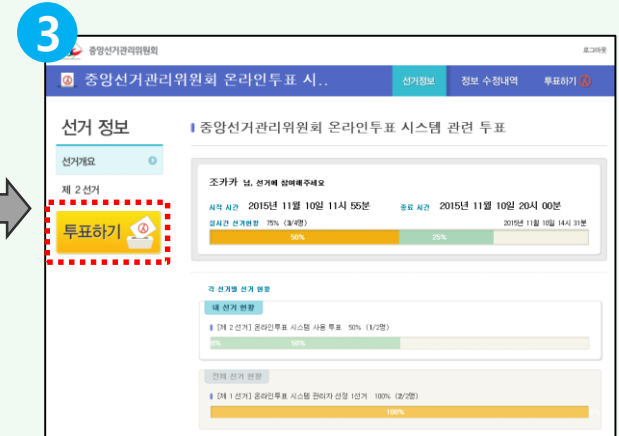 3
중앙선거관리위원회
로그아웃
중앙선거관리위원회 온라인투표 시..
선거정보
정보 수정내역
투표하기
선거 정보
선거개요
제 2 선거
투표하기
중앙선거관리위원회 온라인투표 시스템 관련 투표
조카카 님, 선거에 참여해주세요
시작 시간 2015년 11월 10일 11시 55분
종료 시간 2015년 11월 10일 20시 00분
실시간 선거현황 75% (3/4명)
2015년 11월 10일 14시 31분
50%
25%
각 선거별 선거 현황
내 선거 현황
[제 2 선거] 온라인투표 시스템 사용 투표 50% (1/2명)
0%
50%
전체 선거 현황
[제 1 선거] 온라인투표 시스템 관리자 선정 1선거 100% (2/2명)
100%